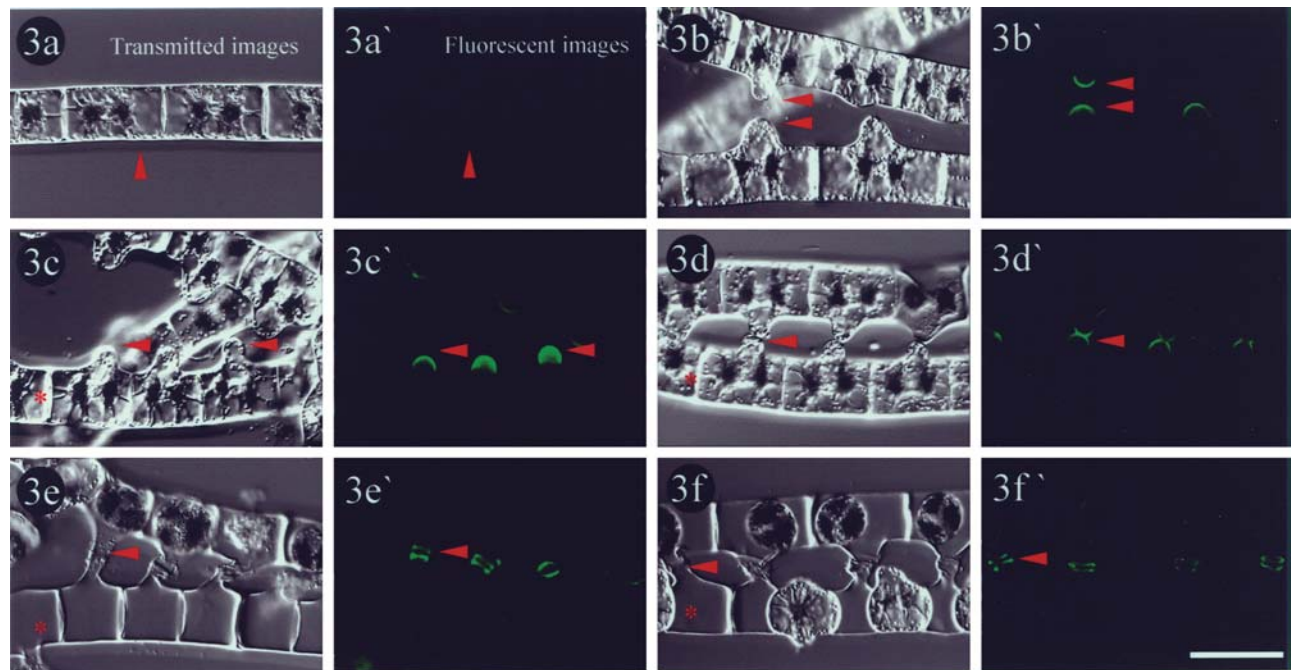 3a Transmitted images
3a` Fluorescent images
3b
3b`
3c
3c`
3d
3d`
*
*
3e
3e`
3f
3f`
*
*